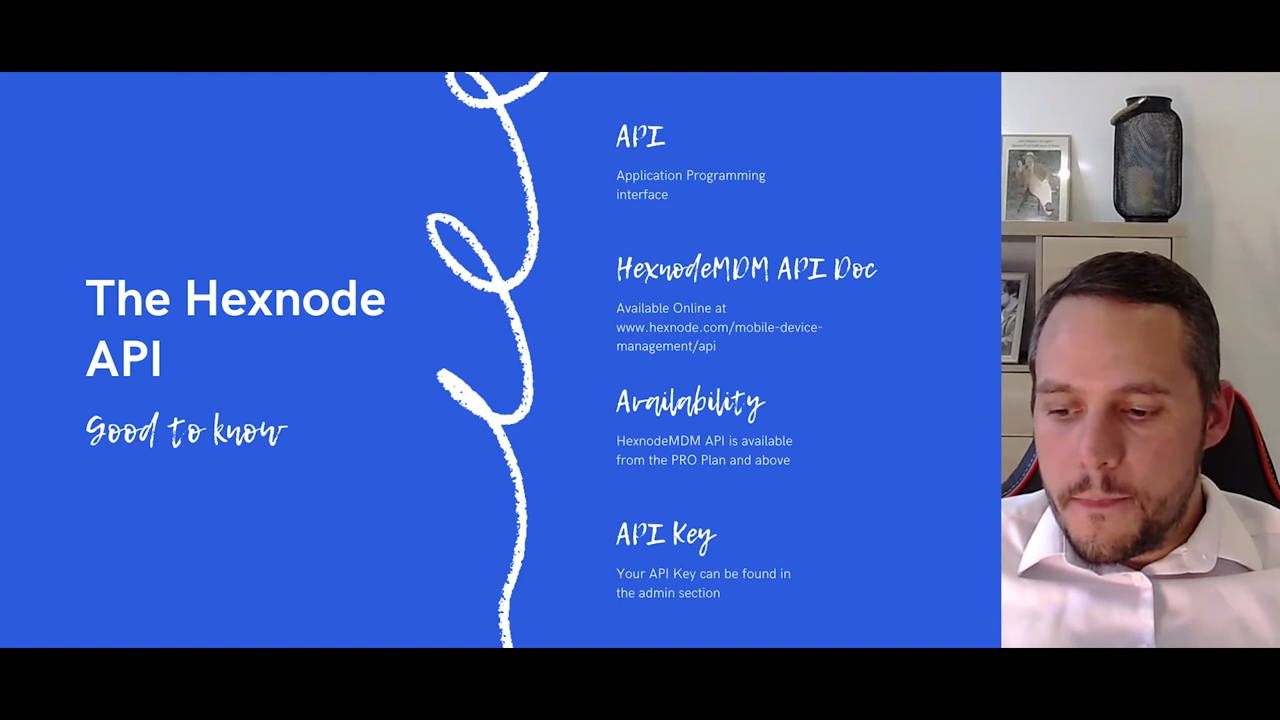 The Hexnode
API
Good to know
API
Application Programming
interface
HexnodeMDM API Doc
Available Online at
www.hexnode.com/mobile-device-
management/api
Availability
HexnodeMDM API is available
from the PRO Plan and above
API Key
Your API Key can be found in
the admin section